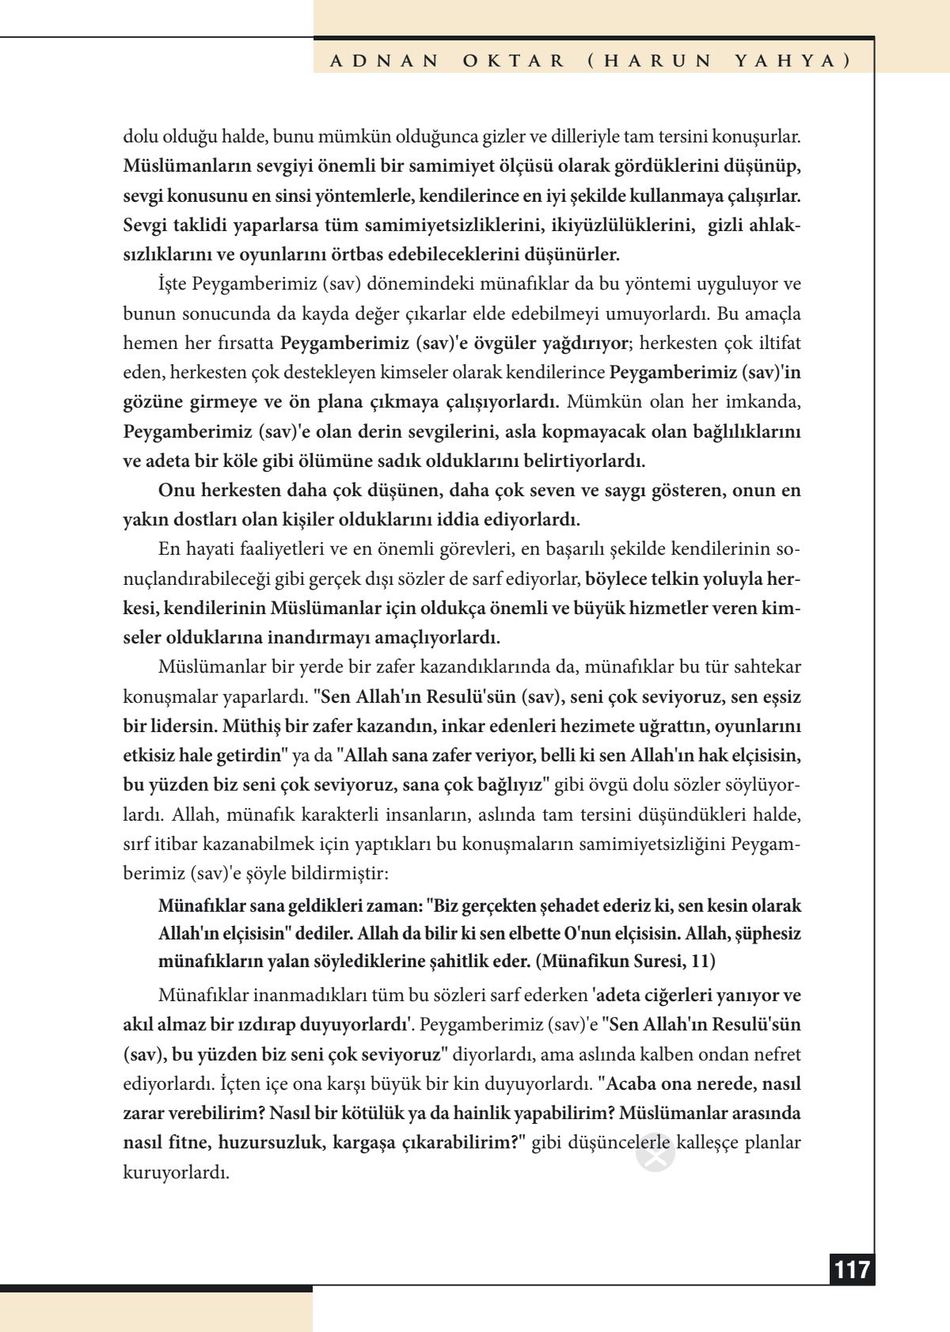 ADNAN OKTAR (HARUN YAHYA)
dolu olduğu halde, bunu mümkün olduğunca gizler ve dilleriyle tam tersini konuşurlar.
Müslümanların sevgiyi önemli bir samimiyet ölçüsü olarak gördüklerini düşünüp,
sevgi konusunu en sinsi yöntemlerle, kendilerince en iyi şekilde kullanmaya çalışırlar.
Sevgi taklidi yaparlarsa tüm samimiyetsizliklerini, ikiyüzlülüklerini, gizli ahlak-
sızlıklarını ve oyunlarını örtbas edebileceklerini düşünürler.
İşte Peygamberimiz (sav) dönemindeki münafıklar da bu yöntemi uyguluyor ve
bunun sonucunda da kayda değer çıkarlar elde edebilmeyi umuyorlardı. Bu amaçla
hemen her fırsatta Peygamberimiz (sav)'e övgüler yağdırıyor; herkesten çok iltifat
eden, herkesten çok destekleyen kimseler olarak kendilerince Peygamberimiz (sav)'in
gözüne girmeye ve ön plana çıkmaya çalışıyorlardı. Mümkün olan her imkanda,
Peygamberimiz (sav)'e olan derin sevgilerini, asla kopmayacak olan bağlılıklarını
ve adeta bir köle gibi ölümüne sadık olduklarını belirtiyorlardı.
Onu herkesten daha çok düşünen, daha çok seven ve saygı gösteren, onun en
yakın dostları olan kişiler olduklarını iddia ediyorlardı.
En hayati faaliyetleri ve en önemli görevleri, en başarılı şekilde kendilerinin so-
nuçlandırabileceği gibi gerçek dışı sözler de sarf ediyorlar, böylece telkin yoluyla her-
kesi, kendilerinin Müslümanlar için oldukça önemli ve büyük hizmetler veren kim-
seler olduklarına inandırmayı amaçlıyorlardı.
Müslümanlar bir yerde bir zafer kazandıklarında da, münafıklar bu tür sahtekar
konuşmalar yaparlardı. "Sen Allah'ın Resulü'sün (sav), seni çok seviyoruz, sen eşsiz
bir lidersin. Müthiş bir zafer kazandın, inkar edenleri hezimete uğrattın, oyunlarını
etkisiz hale getirdin" ya da "Allah sana zafer veriyor, belli ki sen Allah'ın hak elçisisin,
bu yüzden biz seni çok seviyoruz, sana çok bağlıyız" gibi övgü dolu sözler söylüyor-
lardı. Allah, münafık karakterli insanların, aslında tam tersini düşündükleri halde,
sırf itibar kazanabilmek için yaptıkları bu konuşmaların samimiyetsizliğini Peygam-
berimiz (sav)'e şöyle bildirmiştir:
Münafıklar sana geldikleri zaman: "Biz gerçekten şehadet ederiz ki, sen kesin olarak
Allah'ın elçisisin" dediler. Allah da bilir ki sen elbette O'nun elçisisin. Allah, şüphesiz
münafıkların yalan söylediklerine şahitlik eder. (Münafikun Suresi, 11)
Münafıklar inanmadıkları tüm bu sözleri sarf ederken 'adeta ciğerleri yanıyor ve
akıl almaz bir ızdırap duyuyorlardı'. Peygamberimiz (sav)'e "Sen Allah'ın Resulü'sün
(sav), bu yüzden biz seni çok seviyoruz" diyorlardı, ama aslında kalben ondan nefret
ediyorlardı. İçten içe ona karşı büyük bir kin duyuyorlardı. "Acaba ona nerede, nasıl
zarar verebilirim? Nasıl bir kötülük ya da hainlik yapabilirim? Müslümanlar arasında
nasıl fitne, huzursuzluk, kargaşa çıkarabilirim?" gibi düşüncelerle kalleşçe planlar
kuruyorlardı.
117